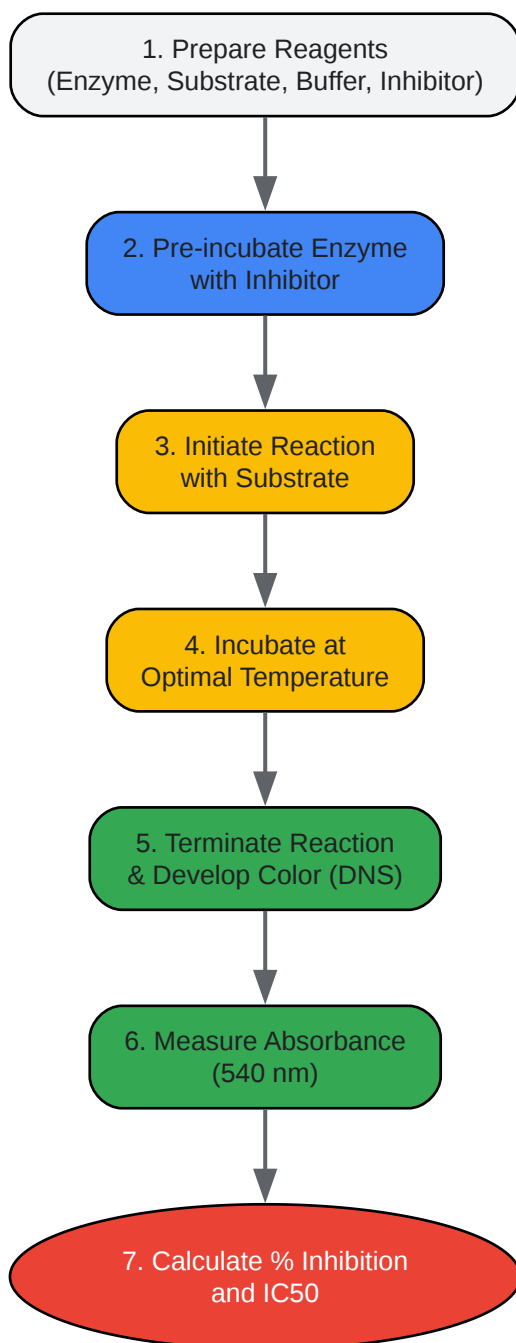 1. Prepare Reagents
(Enzyme, Substrate, Buffer, Inhibitor)
2. Pre-incubate Enzyme
with Inhibitor
3. Initiate Reaction
with Substrate
4. Incubate at
Optimal Temperature
5. Terminate Reaction
& Develop Color (DNS)
6. Measure Absorbance
(540 nm)
7. Calculate % Inhibition
and IC50